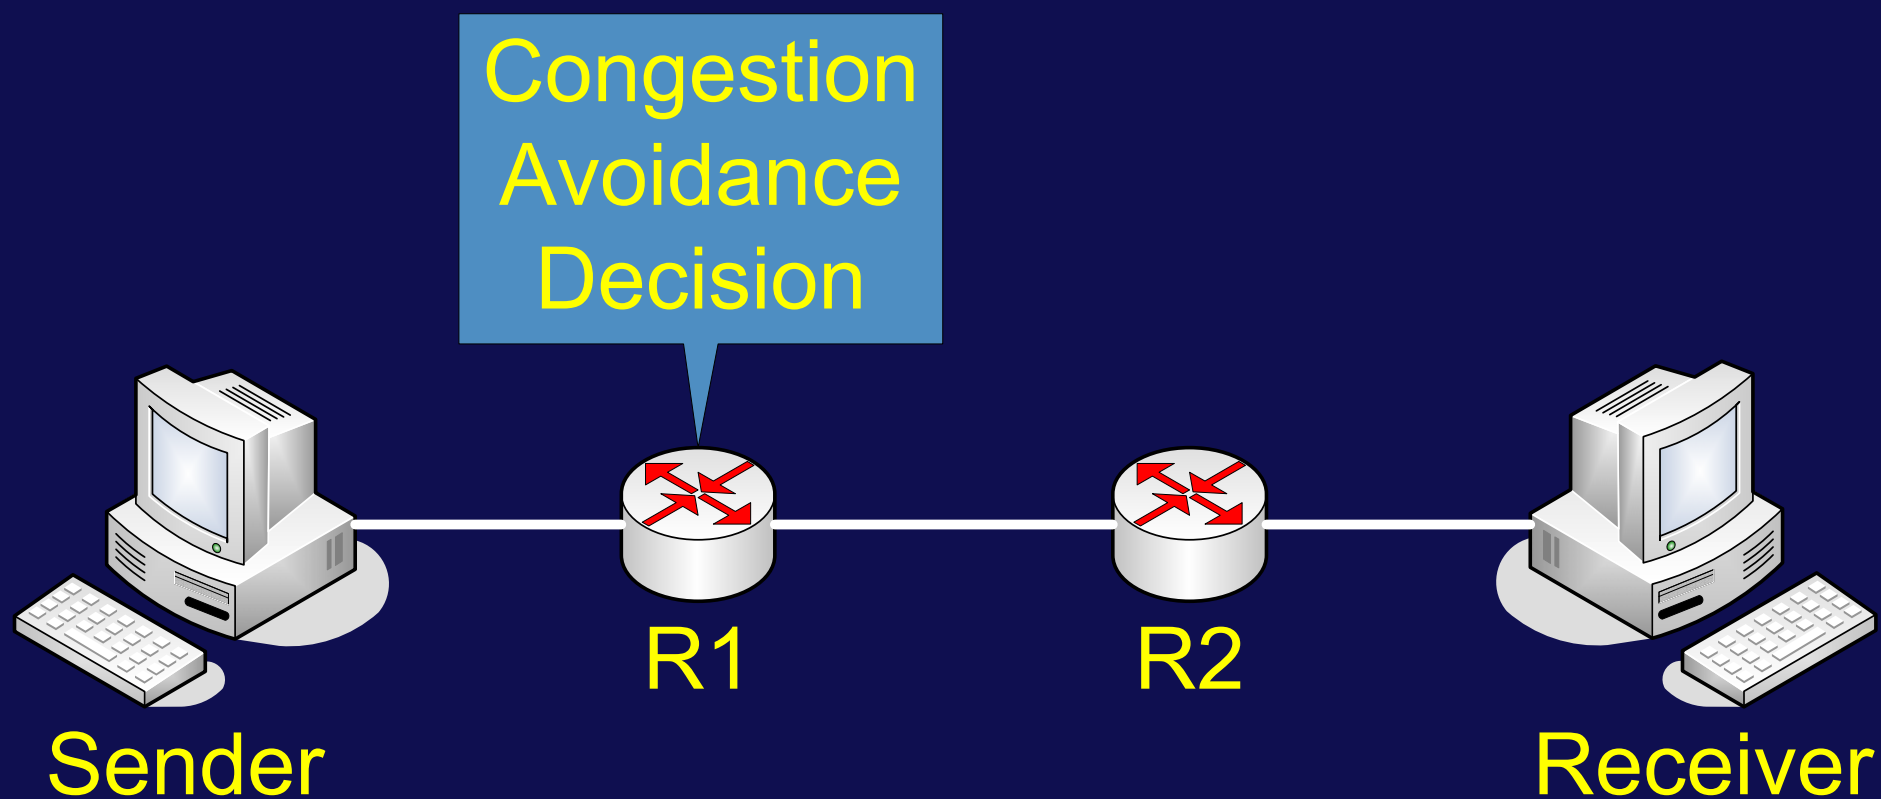 Congestion
Avoidance
Decision
R1
R2
Sender
Receiver